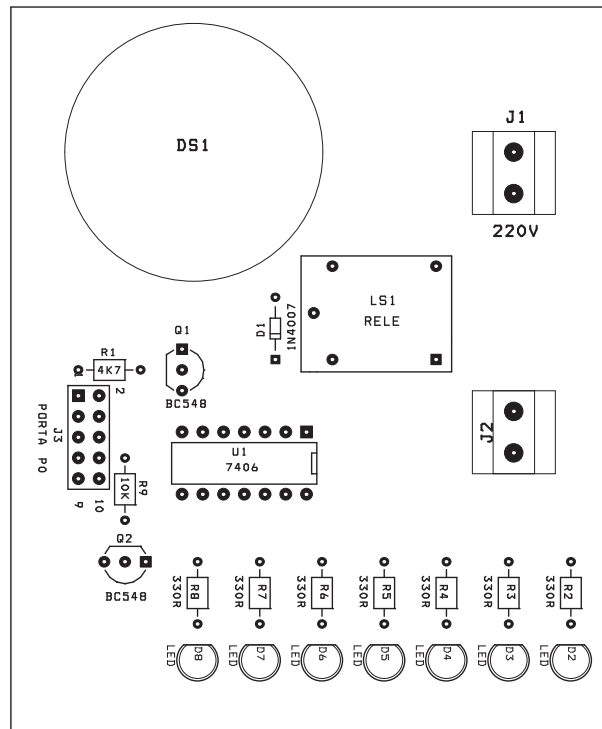 DS1
J1
220V
LS1
RELE
D1
1N4007
Q1
BC548
R1
4K7
1
2
J3
PORTA P0
9
10
R9
10K
U1
7406
J2
Q2
BC548
R8
330R
R7
330R
R6
330R
R5
330R
R4
330R
R3
330R
R2
330R
D8
LED
D7
LED
D6
LED
D5
LED
D4
LED
D3
LED
D2
LED